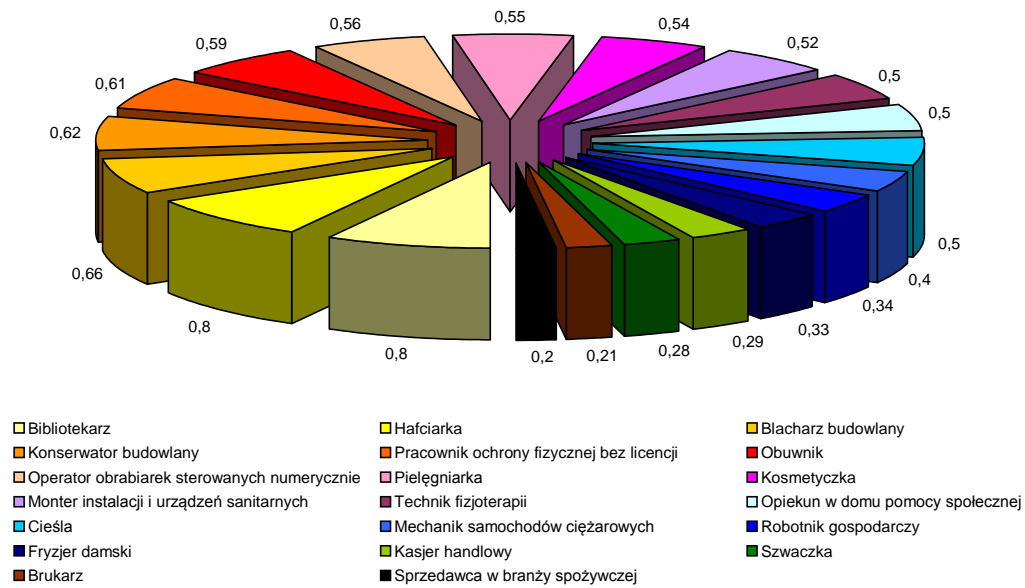 0,55
0,56
0,54
0,59
0,52
0,61
0,5
0,62
0,5
0,66
0,5
0,4
0,34
0,8
0,33
0,8
0,2
0,21
0,28
0,29
Bibliotekarz
Hafciarka
Blacharz budowlany
Konserwator budowlany
Pracownik ochrony fizycznej bez licencji
Obuwnik
Operator obrabiarek sterowanych numerycznie
Pielęgniarka
Kosmetyczka
Monter instalacji i urządzeń sanitarnych
Technik fizjoterapii
Opiekun w domu pomocy społecznej
Cieśla
Mechanik samochodów ciężarowych
Robotnik gospodarczy
Fryzjer damski
Kasjer handlowy
Szwaczka
Brukarz
Sprzedawca w branży spożywczej